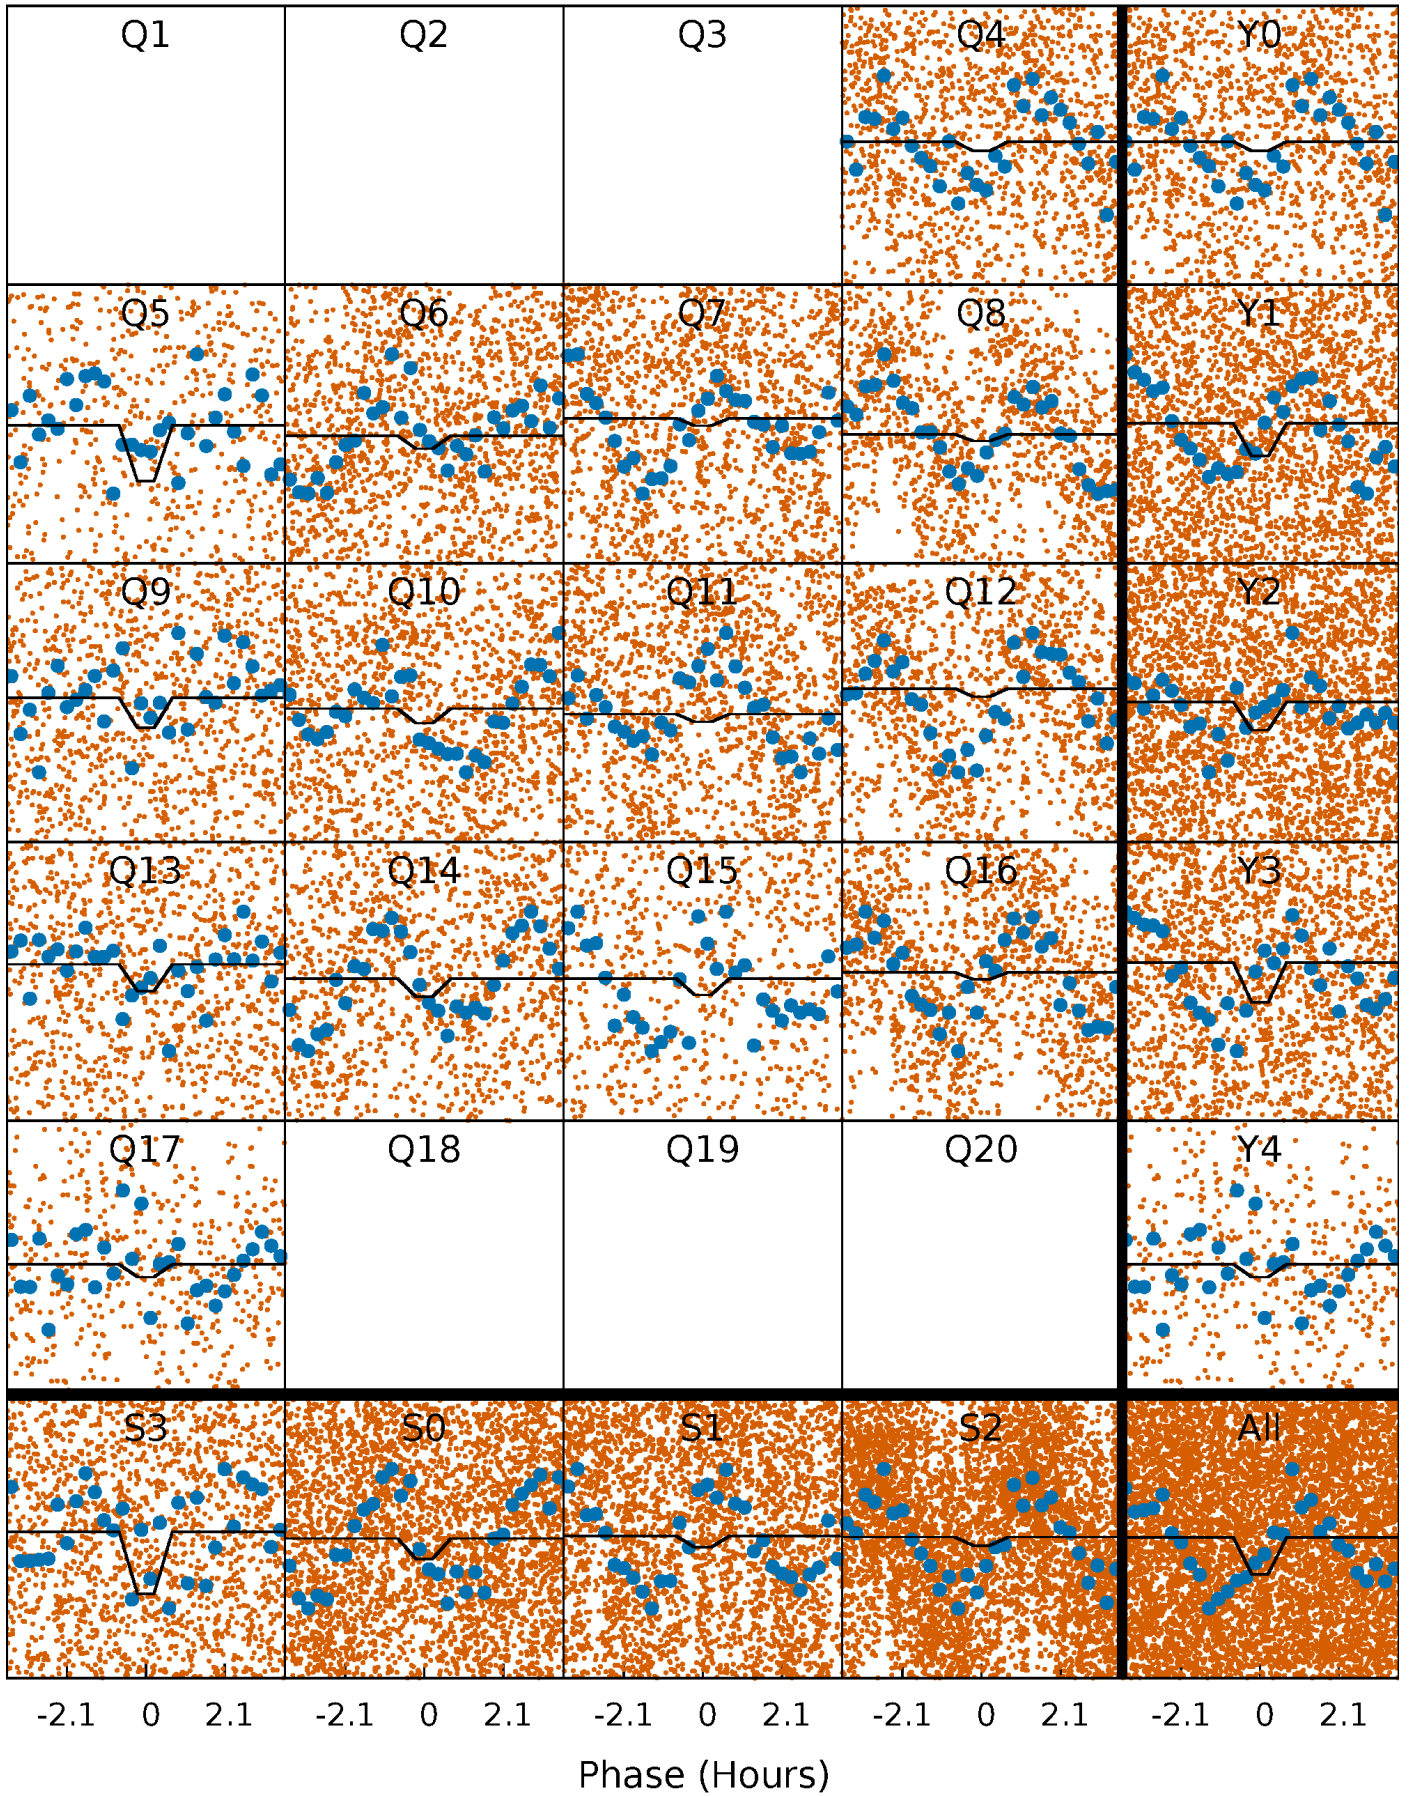 Q1 Q2 Q3 Q4 Y0
Q5 Q6 Q7 Q8 Y1
Q9 Q10 Q11 Q12 Y2
Q13 Q14 Q15 Q16 Y3
Q17 Q18 Q19 Q20 Y4
S3 S0 S1 S2 All
-2.1 0 2.1 -2.1 0 2.1 -2.1 0 2.1 -2.1 0 2.1 -2.1 0 2.1
Phase (Hours)